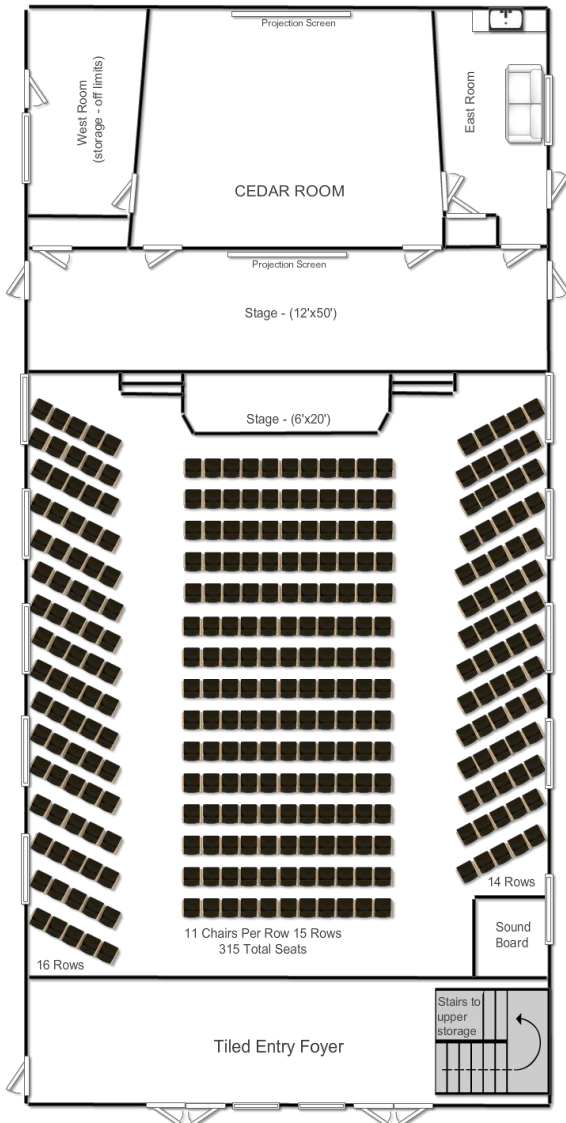 Projection Screen
West Room
(storage - off limits)
East Room
CEDAR ROOM
Projection Screen
Stage - (12'x50')
Stage - (6'x20')
14 Rows
11 Chairs Per Row 15 Rows
315 Total Seats
Sound
Board
16 Rows
Stairs to
upper
storage
Tiled Entry Foyer